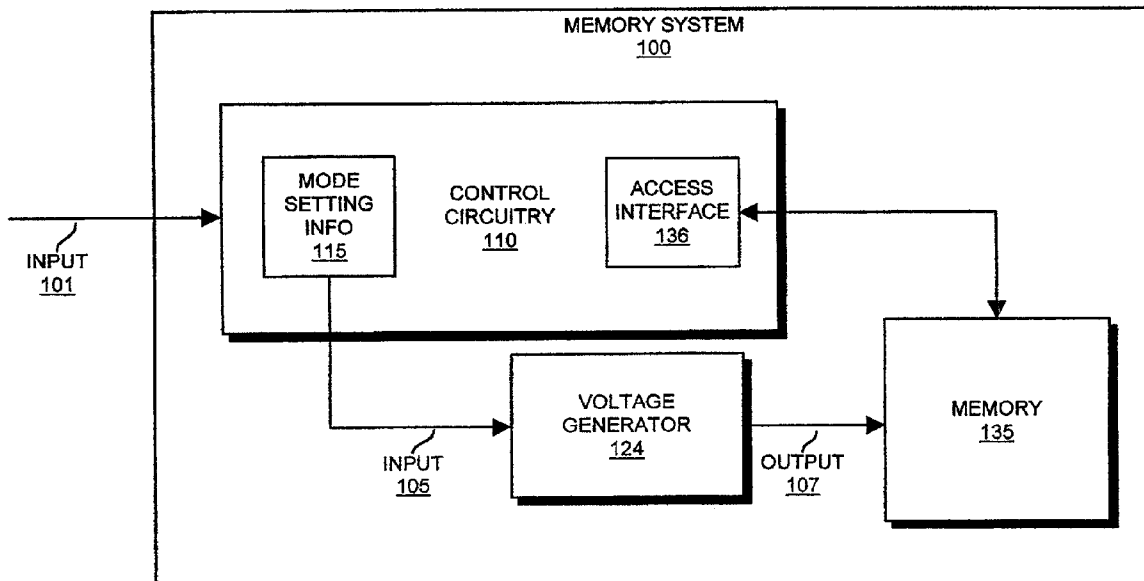 MEMORY SYSTEM
100
MODE
SETTING
INFO
115
CONTROL
CIRCUITRY
110
ACCESS
INTERFACE
136
INPUT
101
VOLTAGE
GENERATOR
124
MEMORY
135
INPUT
105
OUTPUT
107